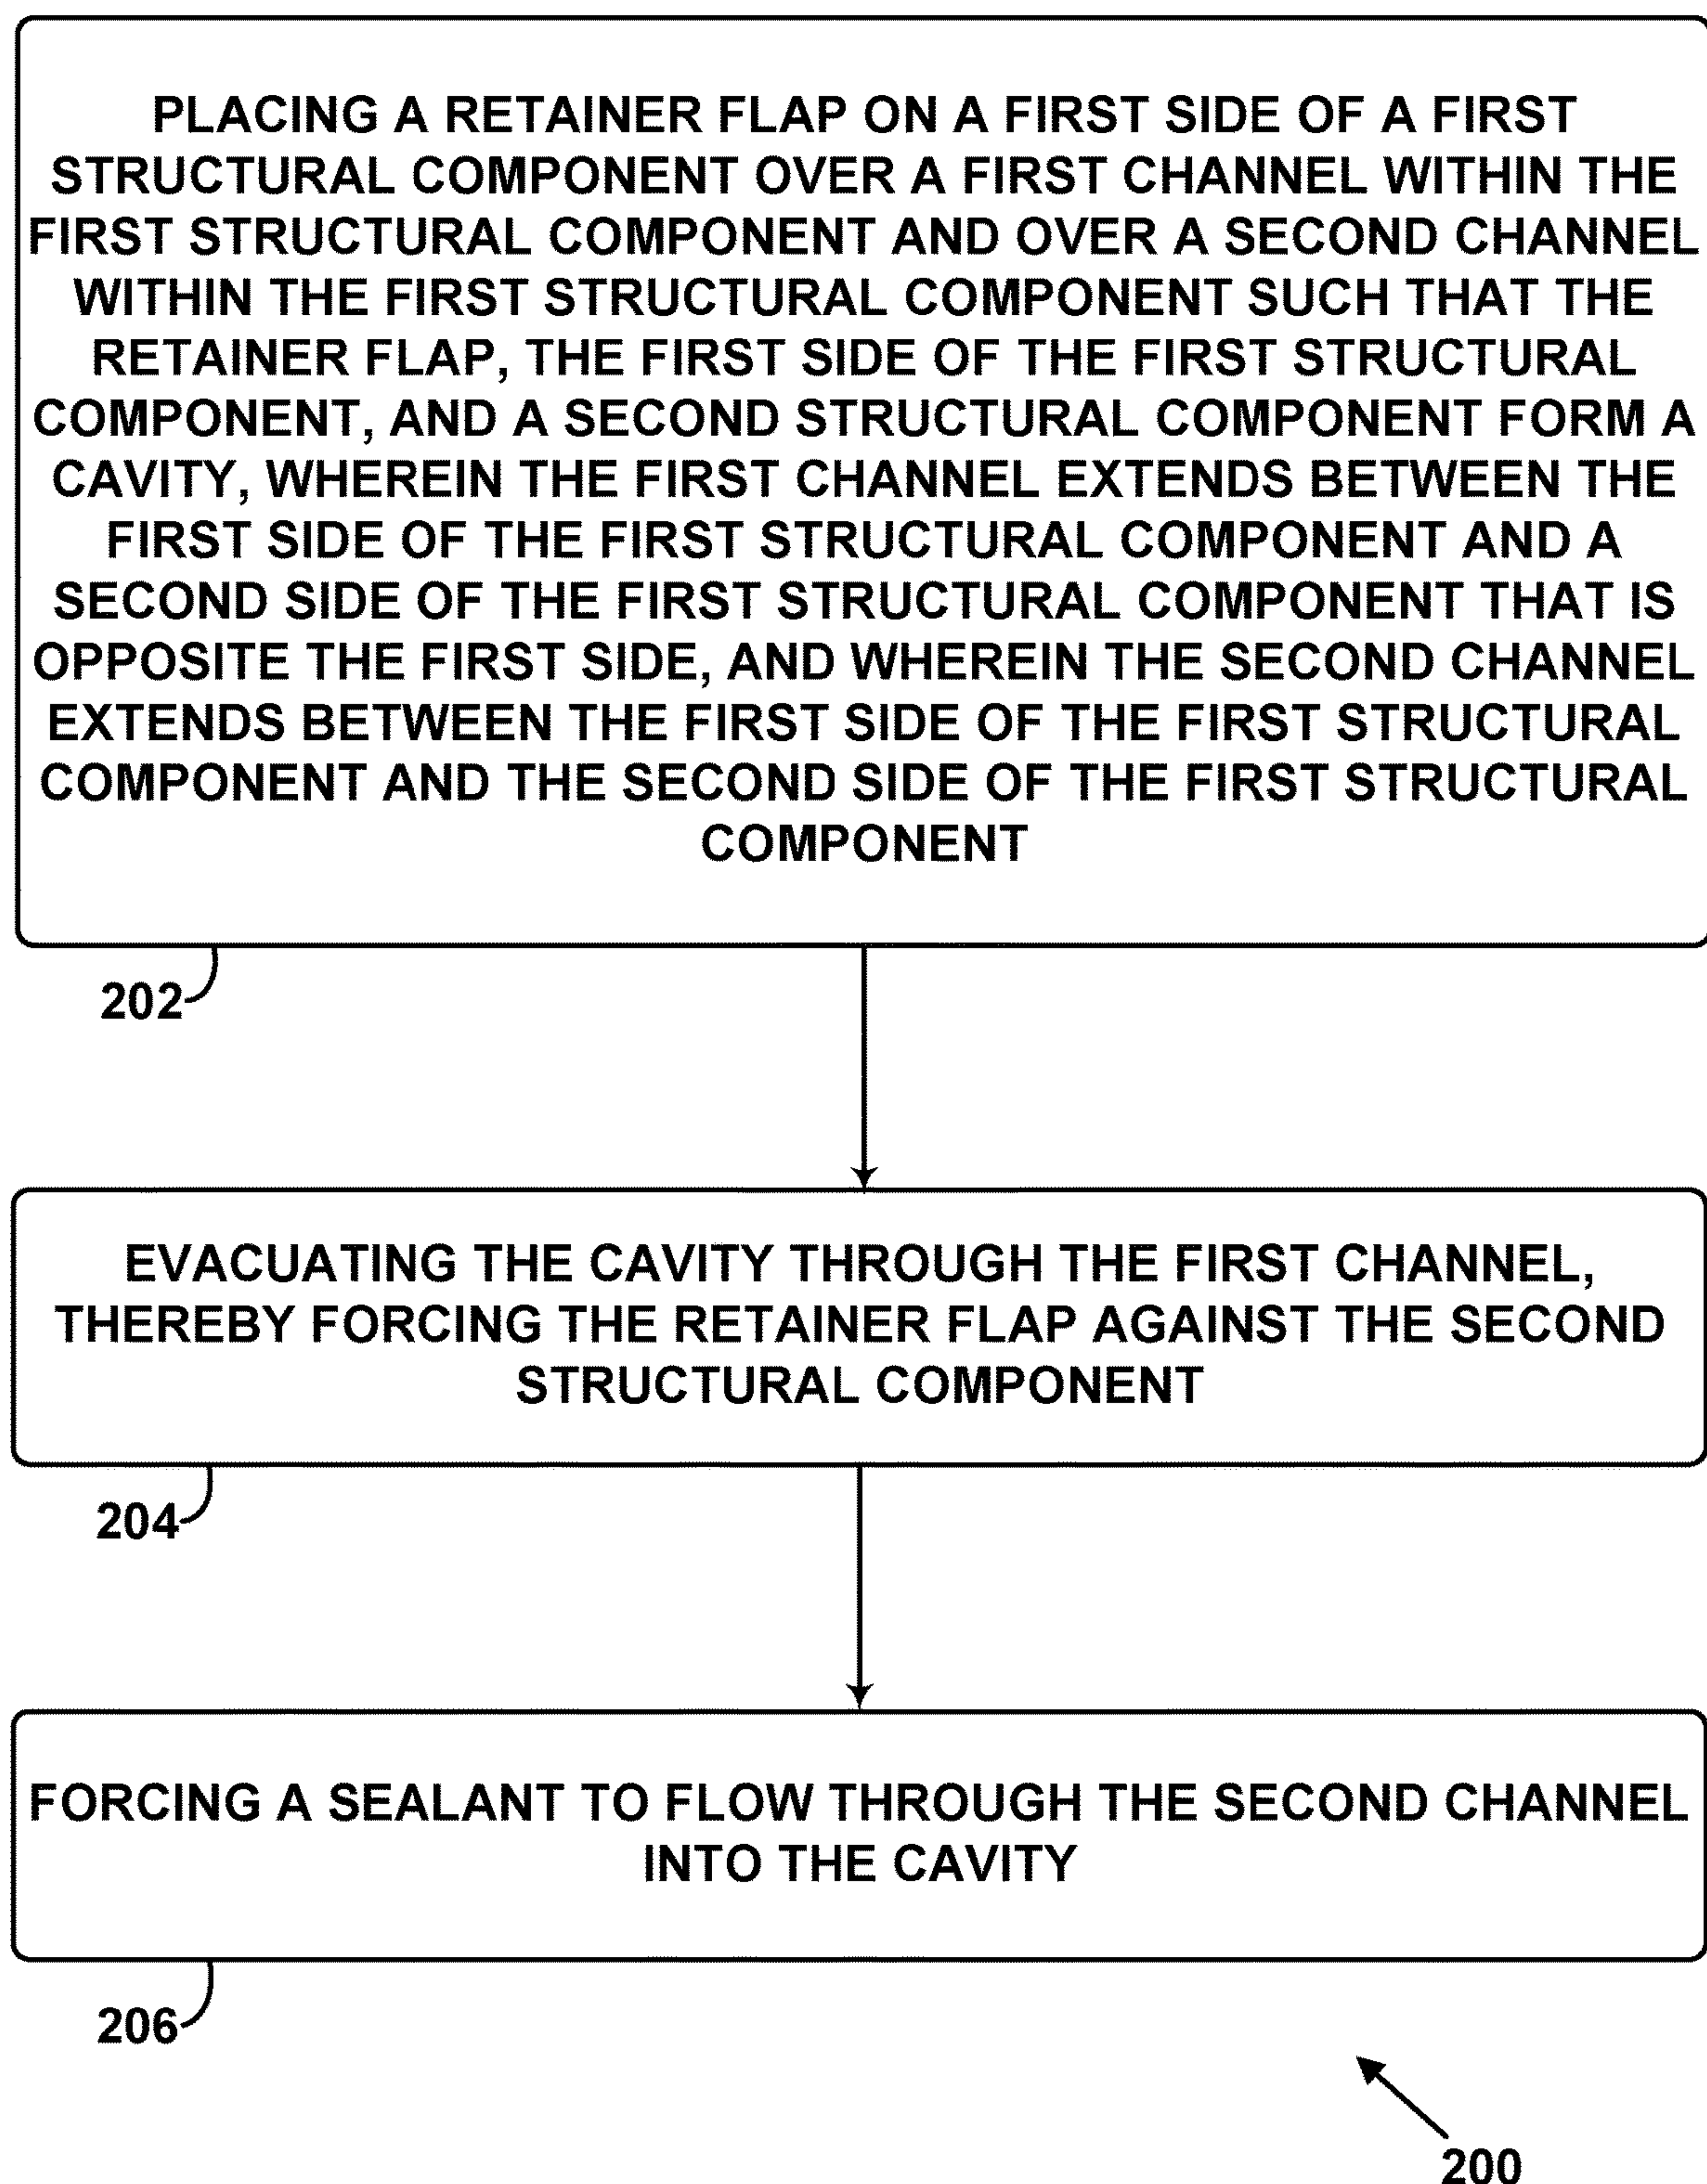 PLACING A RETAINER FLAP ON A FIRST SIDE OF A FIRST
STRUCTURAL COMPONENT OVER A FIRST CHANNEL WITHIN THE
FIRST STRUCTURAL COMPONENT AND OVER A SECOND CHANNEL
WITHIN THE FIRST STRUCTURAL COMPONENT SUCH THAT THE
RETAINER FLAP, THE FIRST SIDE OF THE FIRST STRUCTURAL
COMPONENT, AND A SECOND STRUCTURAL COMPONENT FORM A
CAVITY, WHEREIN THE FIRST CHANNEL EXTENDS BETWEEN THE
FIRST SIDE OF THE FIRST STRUCTURAL COMPONENT AND A
SECOND SIDE OF THE FIRST STRUCTURAL COMPONENT THAT IS
OPPOSITE THE FIRST SIDE, AND WHEREIN THE SECOND CHANNEL
EXTENDS BETWEEN THE FIRST SIDE OF THE FIRST STRUCTURAL
COMPONENT AND THE SECOND SIDE OF THE FIRST STRUCTURAL
COMPONENT
202
EVACUATING THE CAVITY THROUGH THE FIRST CHANNEL,
THEREBY FORCING THE RETAINER FLAP AGAINST THE SECOND
STRUCTURAL COMPONENT
204
FORCING A SEALANT TO FLOW THROUGH THE SECOND CHANNEL
INTO THE CAVITY
206
200